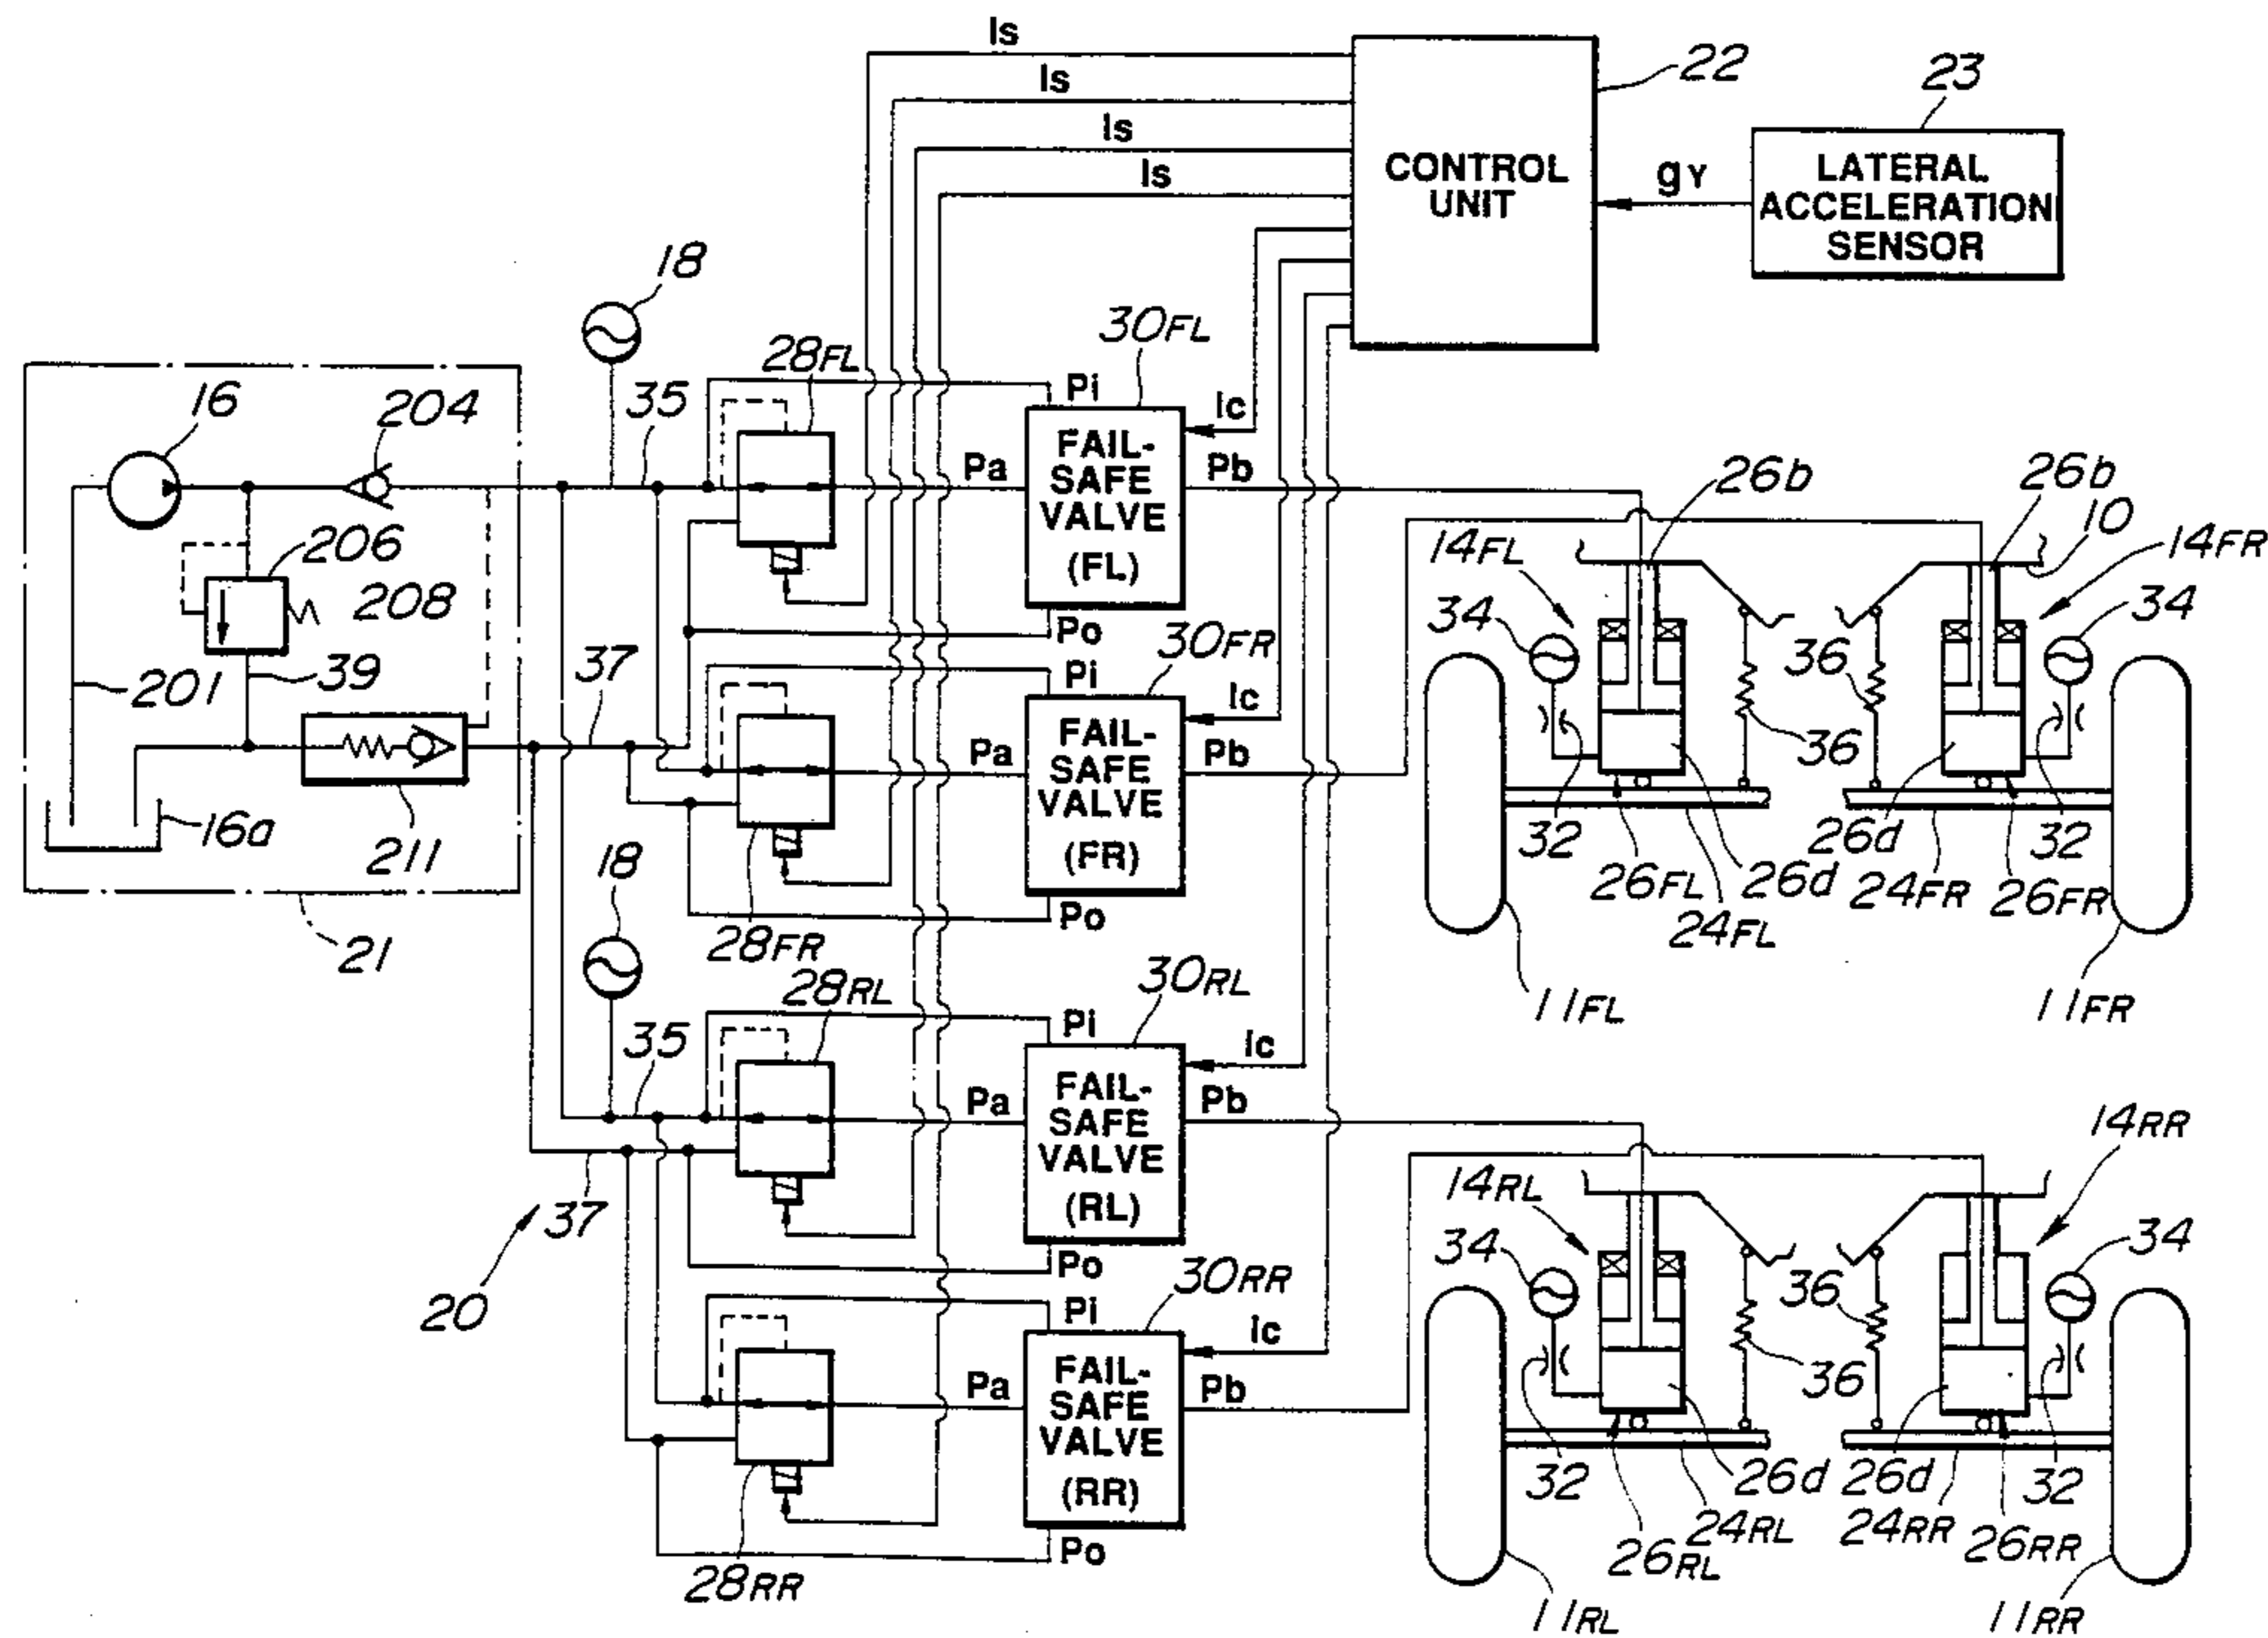 Is
Is
Is
Is
CONTROL
UNIT
22
23
gY
LATERAL
ACCELERATION
SENSOR
18
30FL
28FL
16
204
35
Pi
Ic
FAIL-
SAFE
VALVE
(FL)
Pa
Pb
26b
26b
10
14FL
14FR
206
208
34
34
Po
30FR
37
39
201
Pi
Ic
36
36
FAIL-
SAFE
VALVE
(FR)
Pa
Pb
16a
211
18
32
26d
32
26FL
26d
24FR
26FR
24FL
Po
28FR
21
28RL
30RL
11FL
11FR
35
Pi
Ic
FAIL-
SAFE
VALVE
(RL)
Pa
Pb
14RR
14RL
37
34
34
20
Po
30RR
Pi
Ic
36
36
FAIL-
SAFE
VALVE
(RR)
Pa
Pb
32
26d
26d
32
24RL
24RR
26RR
26RL
Po
28RR
11RL
11RR